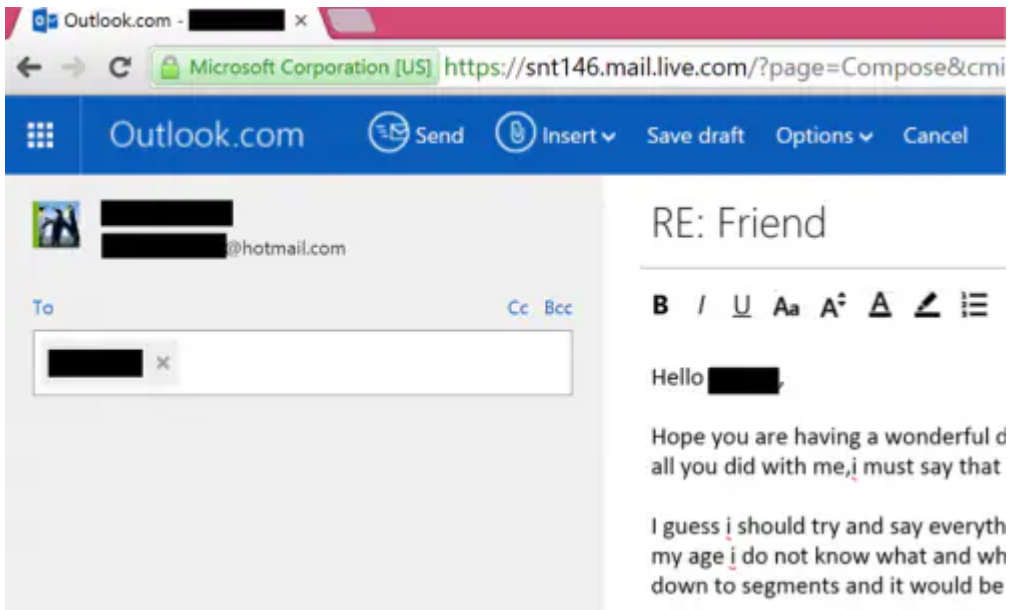 Outlook.com -
Microsoft Corporation [US] https://snt146.mail.live.com/?page=Compose&cmi
Outlook.com Send Insert Save draft Options Cancel
@hotmail.com
To Cc Bcc
RE: Friend
B I U Aa A A
Hello ,
Hope you are having a wonderful d
all you did with me,i must say that
I guess i should try and say everyth
my age i do not know what and wh
down to segments and it would be